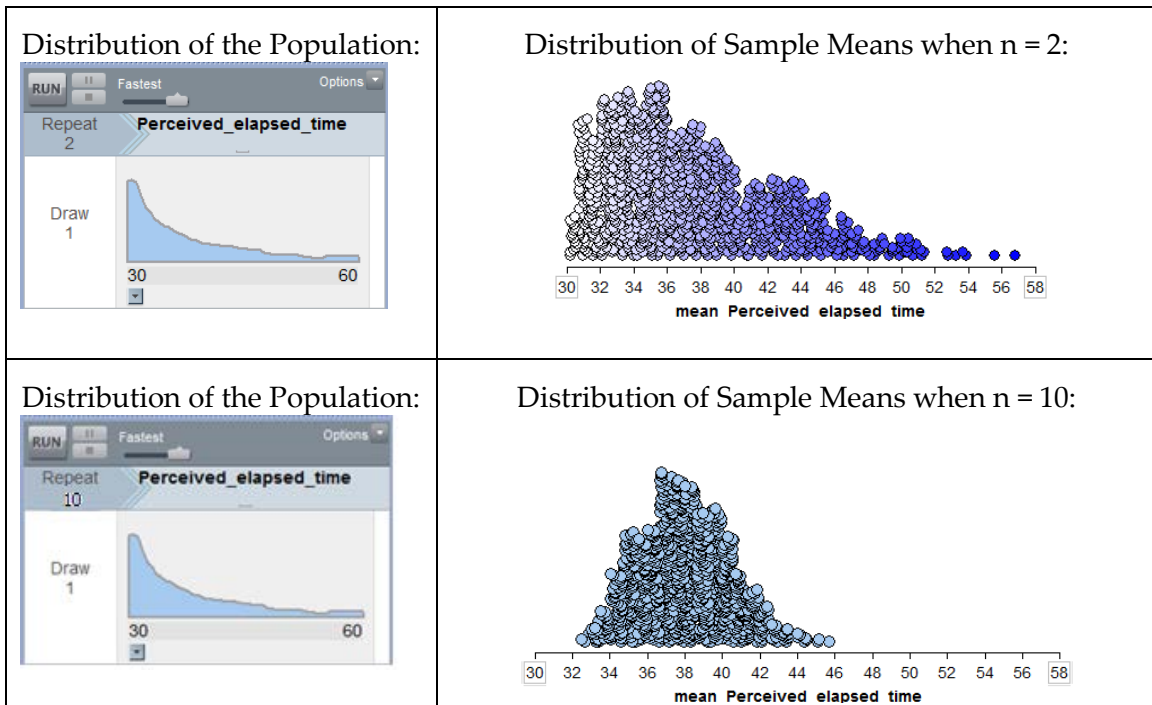 Distribution of the Population:
RUN Fastest Options
Repeat
2
Perceived_elapsed_time
Draw
1
30 60
Distribution of Sample Means when n = 2:
30 32 34 36 38 40 42 44 46 48 50 52 54 56 58
mean Perceived elapsed time
Distribution of the Population:
RUN Fastest Options
Repeat
10
Perceived_elapsed_time
Draw
1
30 60
Distribution of Sample Means when n = 10:
30 32 34 36 38 40 42 44 46 48 50 52 54 56 58
mean Perceived elapsed time